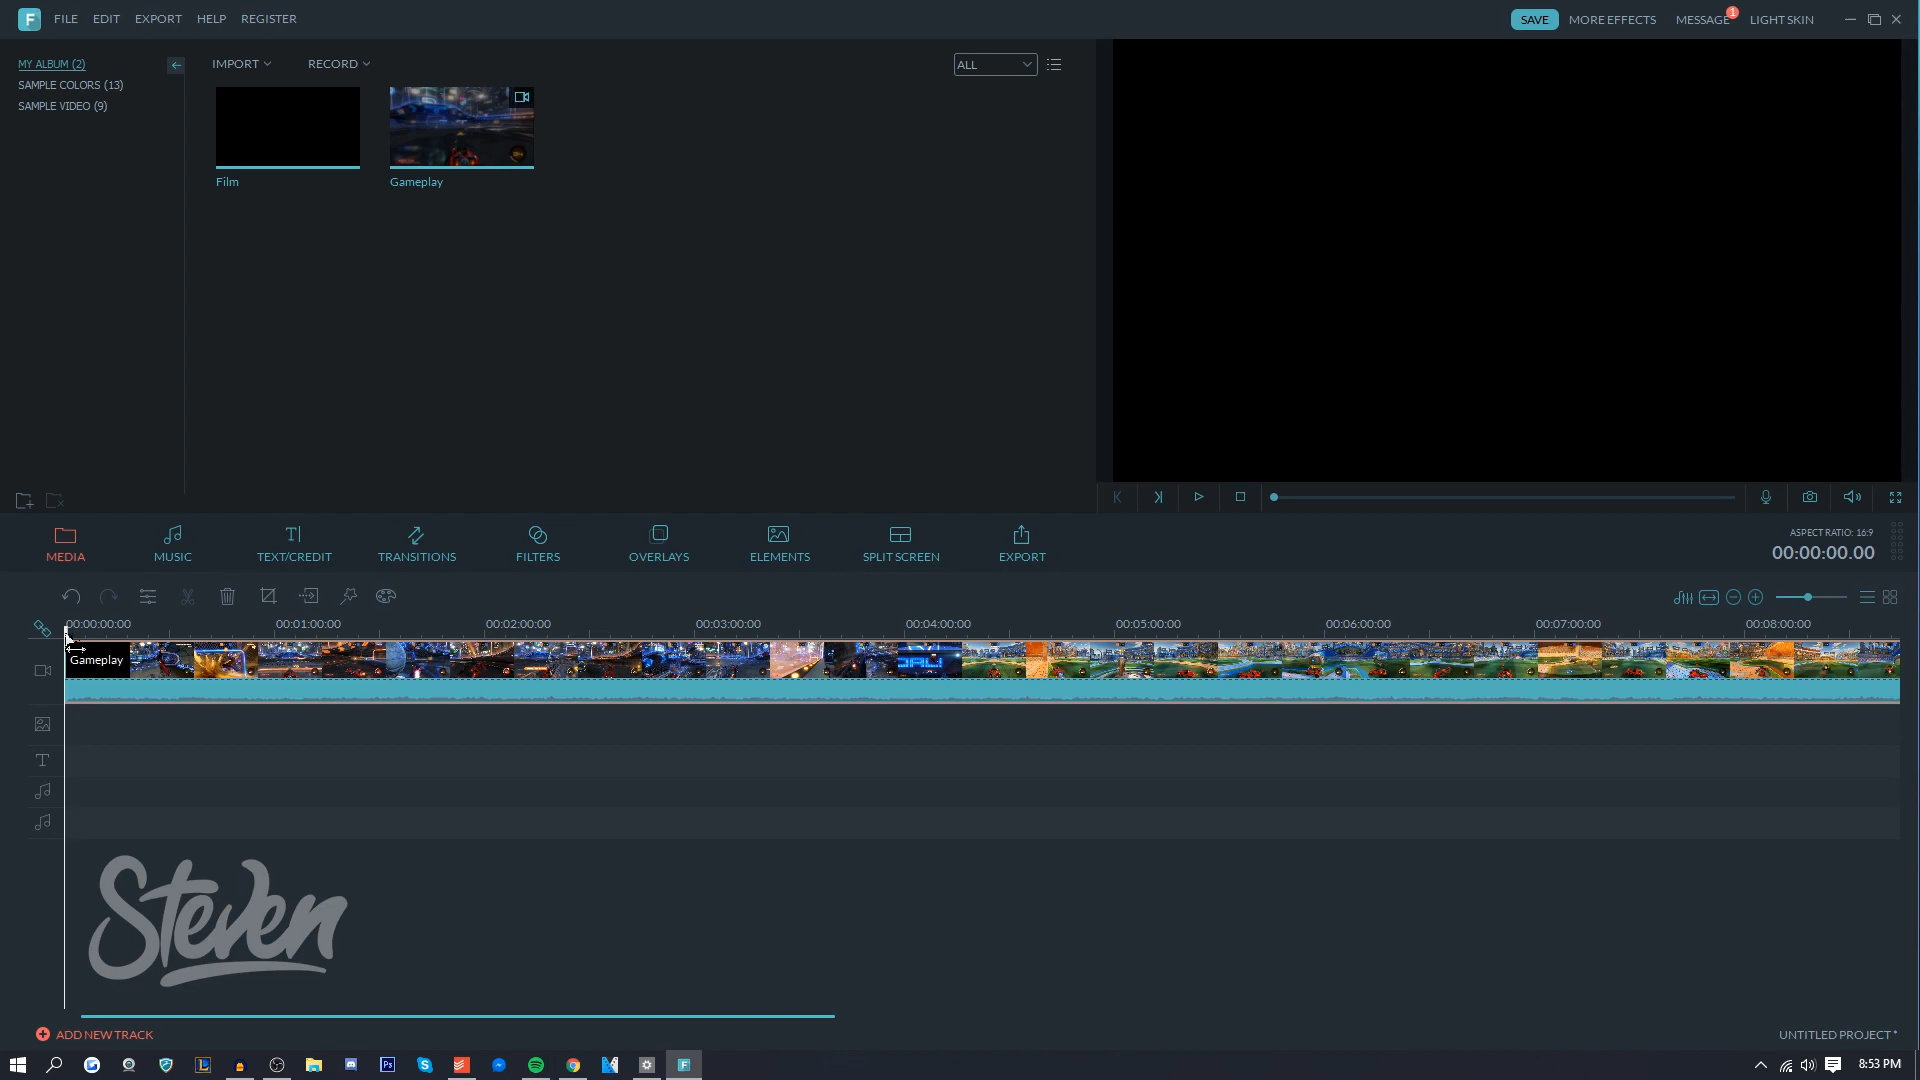 F FILE EDIT EXPORT HELP REGISTER
SAVE MORE EFFECTS MESSAGE 1 LIGHT SKIN
MY ALBUM (2)
SAMPLE COLORS (13)
SAMPLE VIDEO (9)
IMPORT RECORD ALL
Film Gameplay
MEDIA MUSIC TEXT/CREDIT TRANSITIONS FILTERS OVERLAYS ELEMENTS SPLIT SCREEN EXPORT
ASPECT RATIO: 16:9
00:00:00.00
00:00:00:00 00:01:00:00 00:02:00:00 00:03:00:00 00:04:00:00 00:05:00:00 00:06:00:00 00:07:00:00 00:08:00:00
Gameplay
T
Steven
ADD NEW TRACK
UNTITLED PROJECT *
Ps
F
8:53 PM